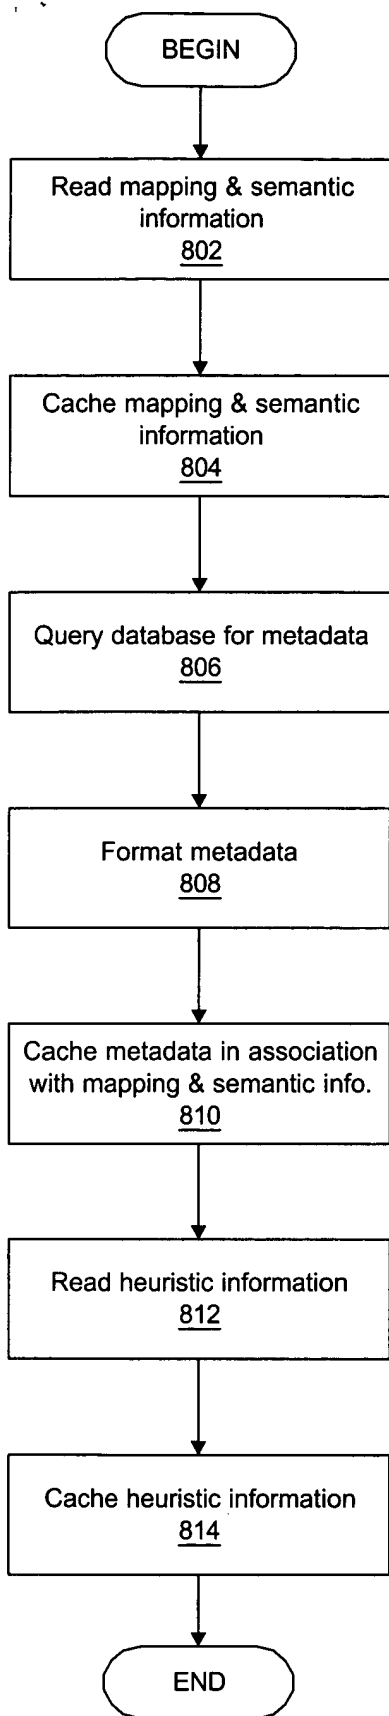 BEGIN
Read mapping & semantic
information
802
Cache mapping & semantic
information
804
Query database for metadata
806
Format metadata
808
Cache metadata in association
with mapping & semantic info.
810
Read heuristic information
812
Cache heuristic information
814
END